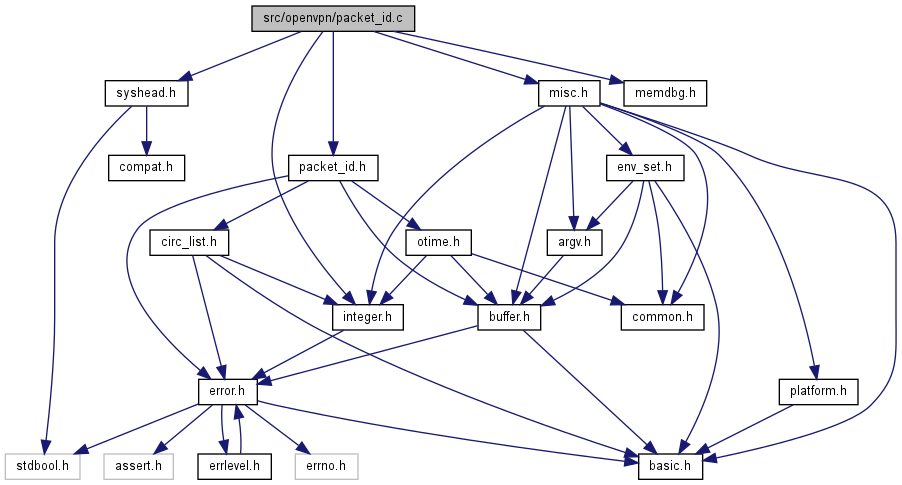 src/openvpn/packet_id.c
syshead.h
misc.h
memdbg.h
compat.h
packet_id.h
env_set.h
circ_list.h
otime.h
argv.h
integer.h
buffer.h
common.h
error.h
platform.h
stdbool.h
assert.h
errlevel.h
errno.h
basic.h